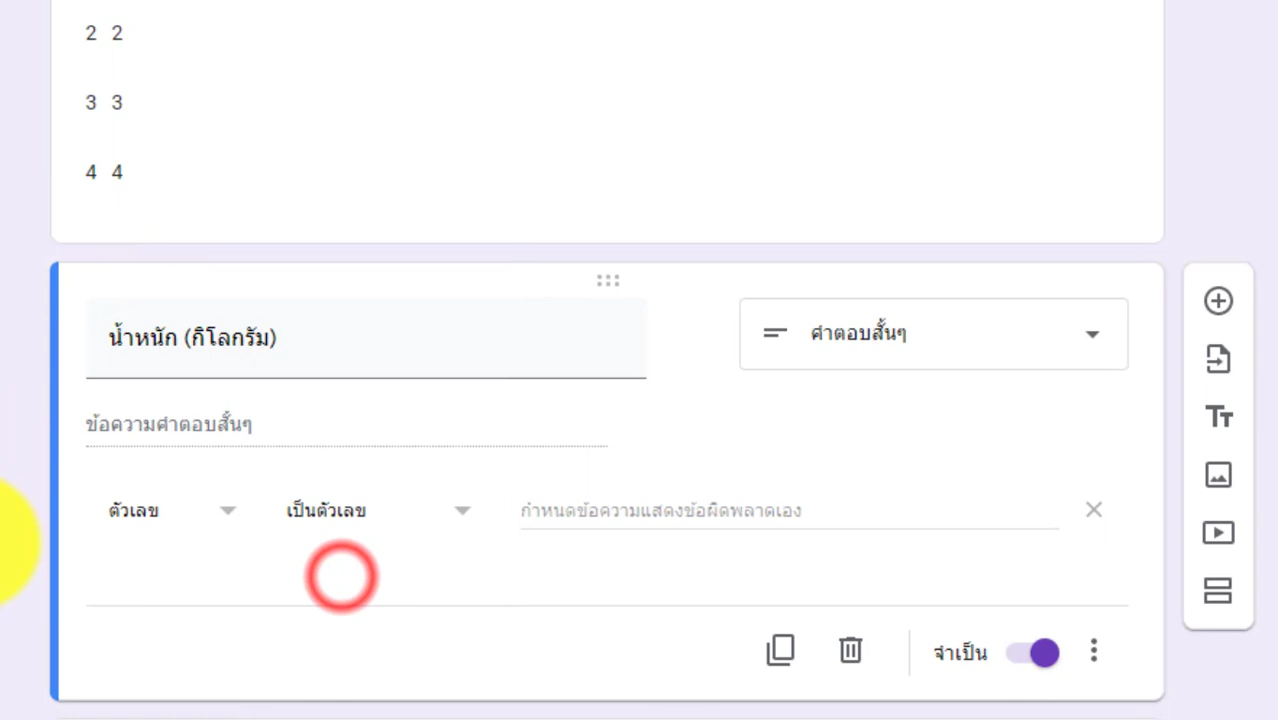 2 2
3 3
4 4
น้ำหนัก (กิโลกรัม)
คำตอบสั้นๆ
ข้อความคำตอบสั้นๆ
ตัวเลข
เป็นตัวเลข
กำหนดข้อความแสดงข้อผิดพลาดเอง
จำเป็น